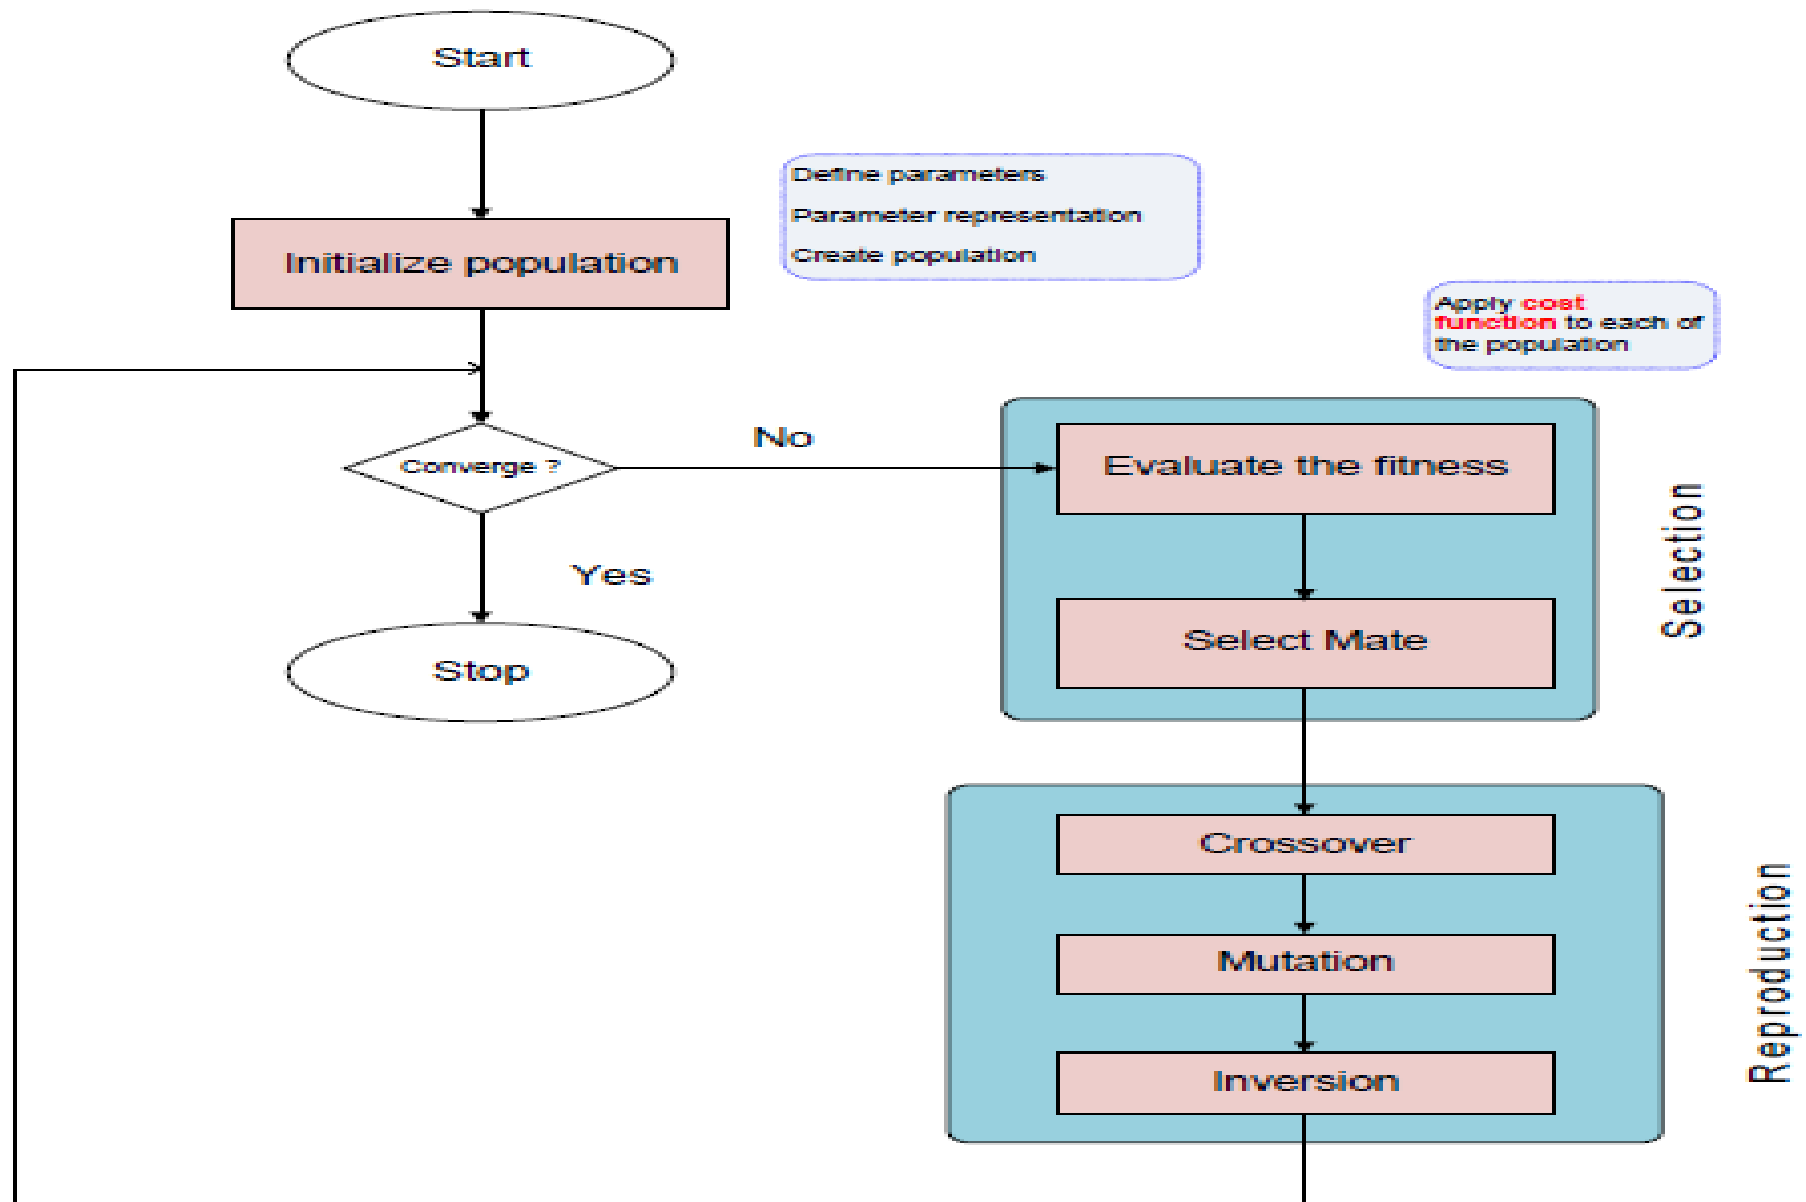 Start
Define parameters
Parameter representation
Create population
Initialize population
Apply cost
function to each of
the population
Converge ?
No
Yes
Stop
Evaluate the fitness
Select Mate
Selection
Crossover
Mutation
Inversion
Reproduction